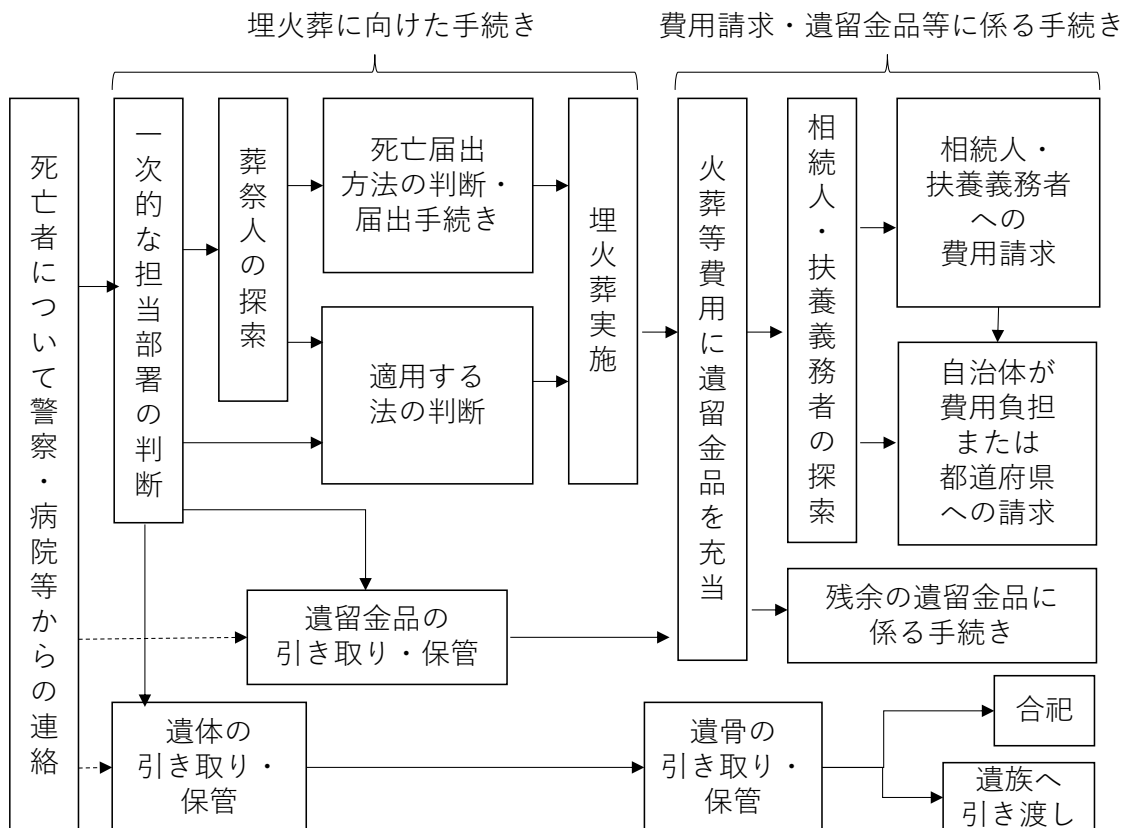 埋火葬に向けた手続き
費用請求・遺留金品等に係る手続き
死亡者について警察・病院等からの連絡
一次的な担当部署の判断
葬祭人の探索
死亡届出
方法の判断・
届出手続き
適用する
法の判断
埋火葬実施
火葬等費用に遺留金品を充当
相続人・扶養義務者の探索
相続人・
扶養義務者
への
費用請求
自治体が
費用負担
または
都道府県
への請求
遺留金品の
引き取り・保管
残余の遺留金品に
係る手続き
遺体の
引き取り・
保管
遺骨の
引き取り・
保管
合祀
遺族へ
引き渡し